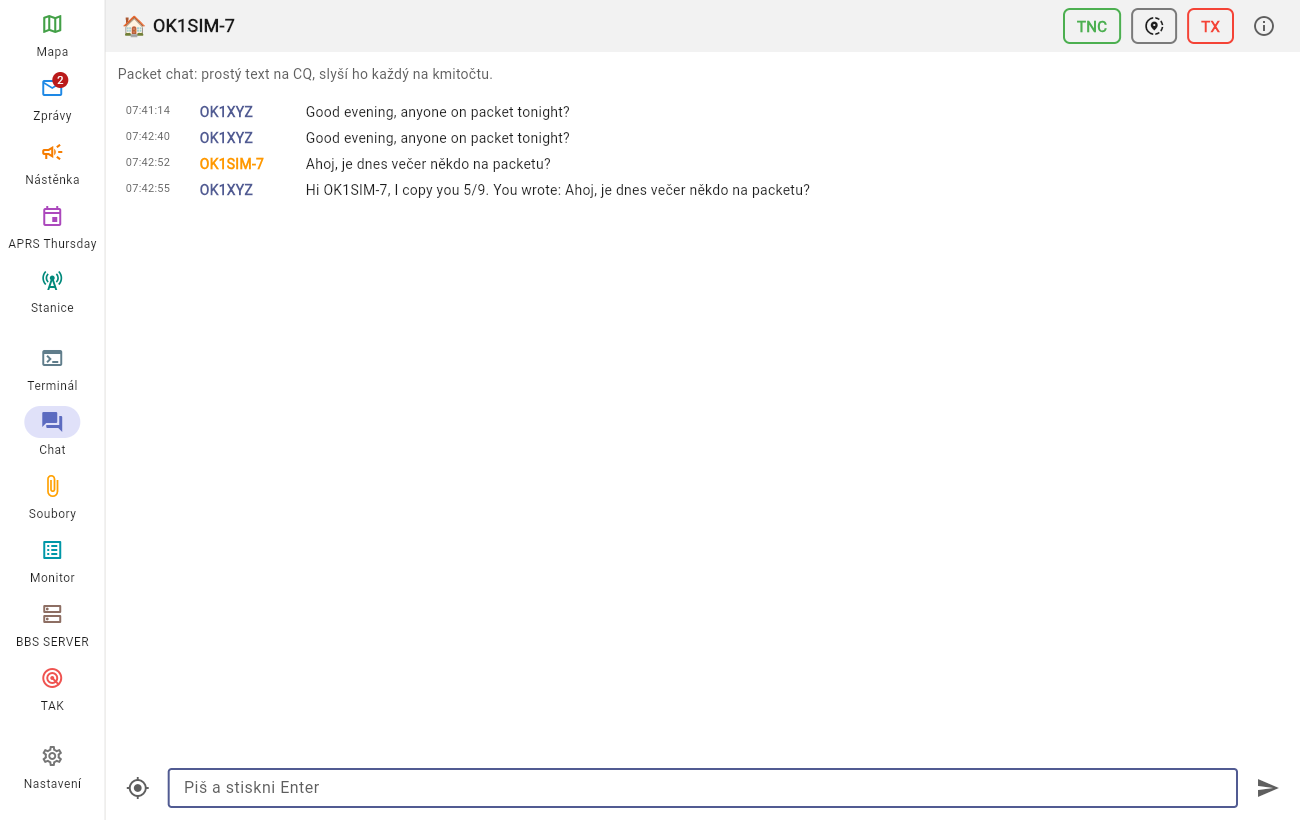 OK1SIM-7
TNC
TX
Mapa
2
Zprávy
Nástěnka
APRS Thursday
Stanice
Terminál
Chat
Soubory
Monitor
BBS SERVER
TAK
Nastavení
Packet chat: prostý text na CQ, slyší ho každý na kmitočtu.
07:41:14 OK1XYZ Good evening, anyone on packet tonight?
07:42:40 OK1XYZ Good evening, anyone on packet tonight?
07:42:52 OK1SIM-7 Ahoj, je dnes večer někdo na packetu?
07:42:55 OK1XYZ Hi OK1SIM-7, I copy you 5/9. You wrote: Ahoj, je dnes večer někdo na packetu?
Piš a stiskni Enter